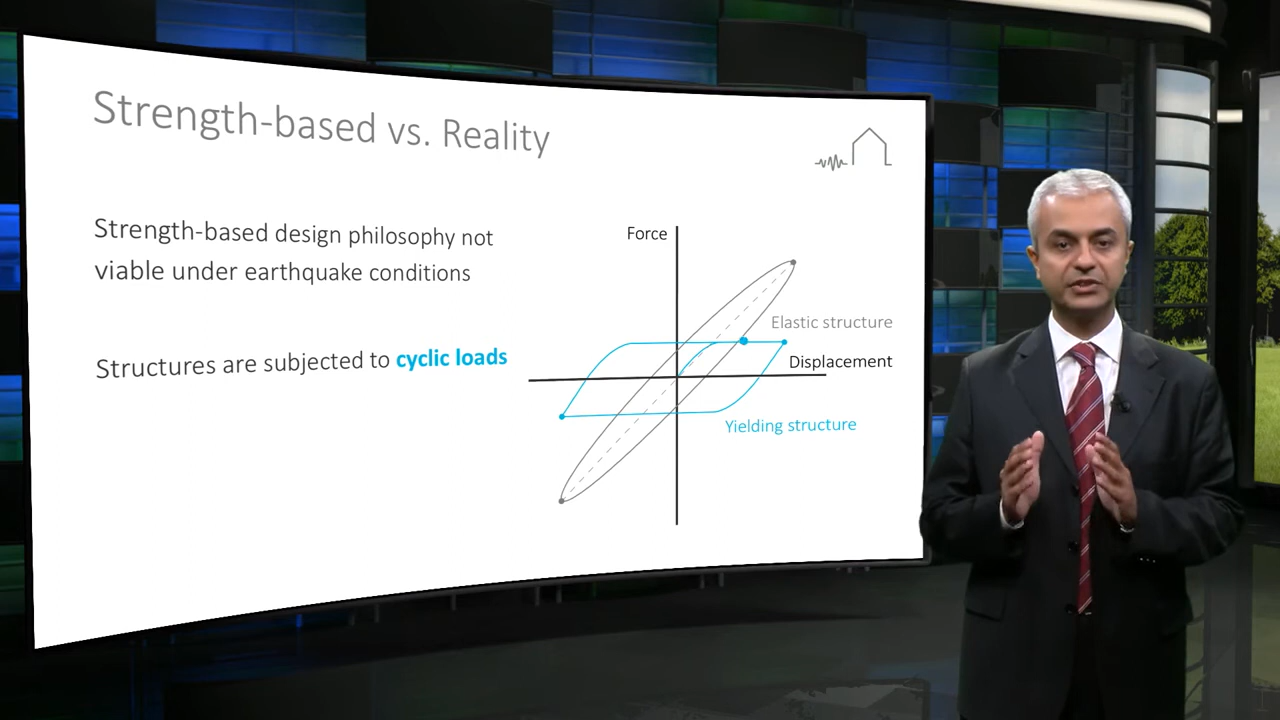 Strength-based vs. Reality
Strength-based design philosophy not
viable under earthquake conditions
Structures are subjected to cyclic loads
Force
Elastic structure
Displacement
Yielding structure